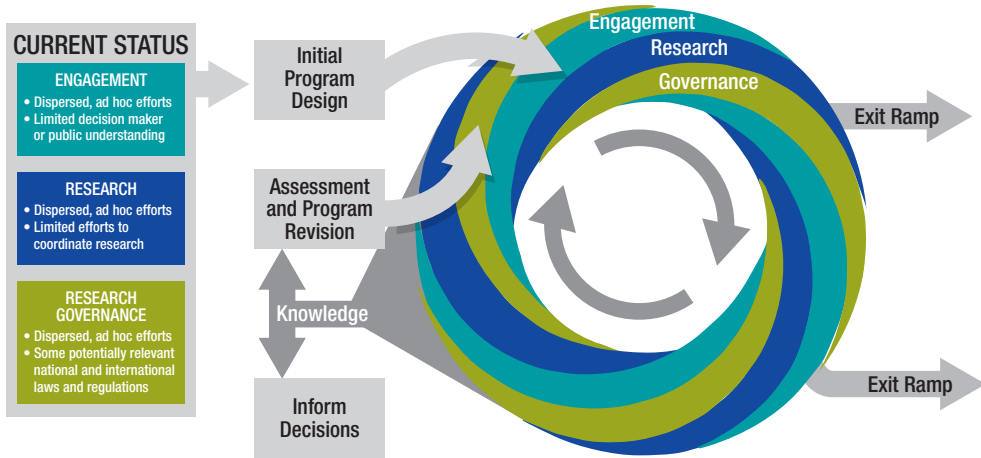 CURRENT STATUS
ENGAGEMENT
• Dispersed, ad hoc efforts
• Limited decision maker
or public understanding
RESEARCH
• Dispersed, ad hoc efforts
• Limited efforts to
coordinate research
RESEARCH
GOVERNANCE
• Dispersed, ad hoc efforts
• Some potentially relevant
national and international
laws and regulations
Initial
Program
Design
Assessment
and Program
Revision
Knowledge
Inform
Decisions
Engagement
Research
Governance
Exit Ramp
Exit Ramp